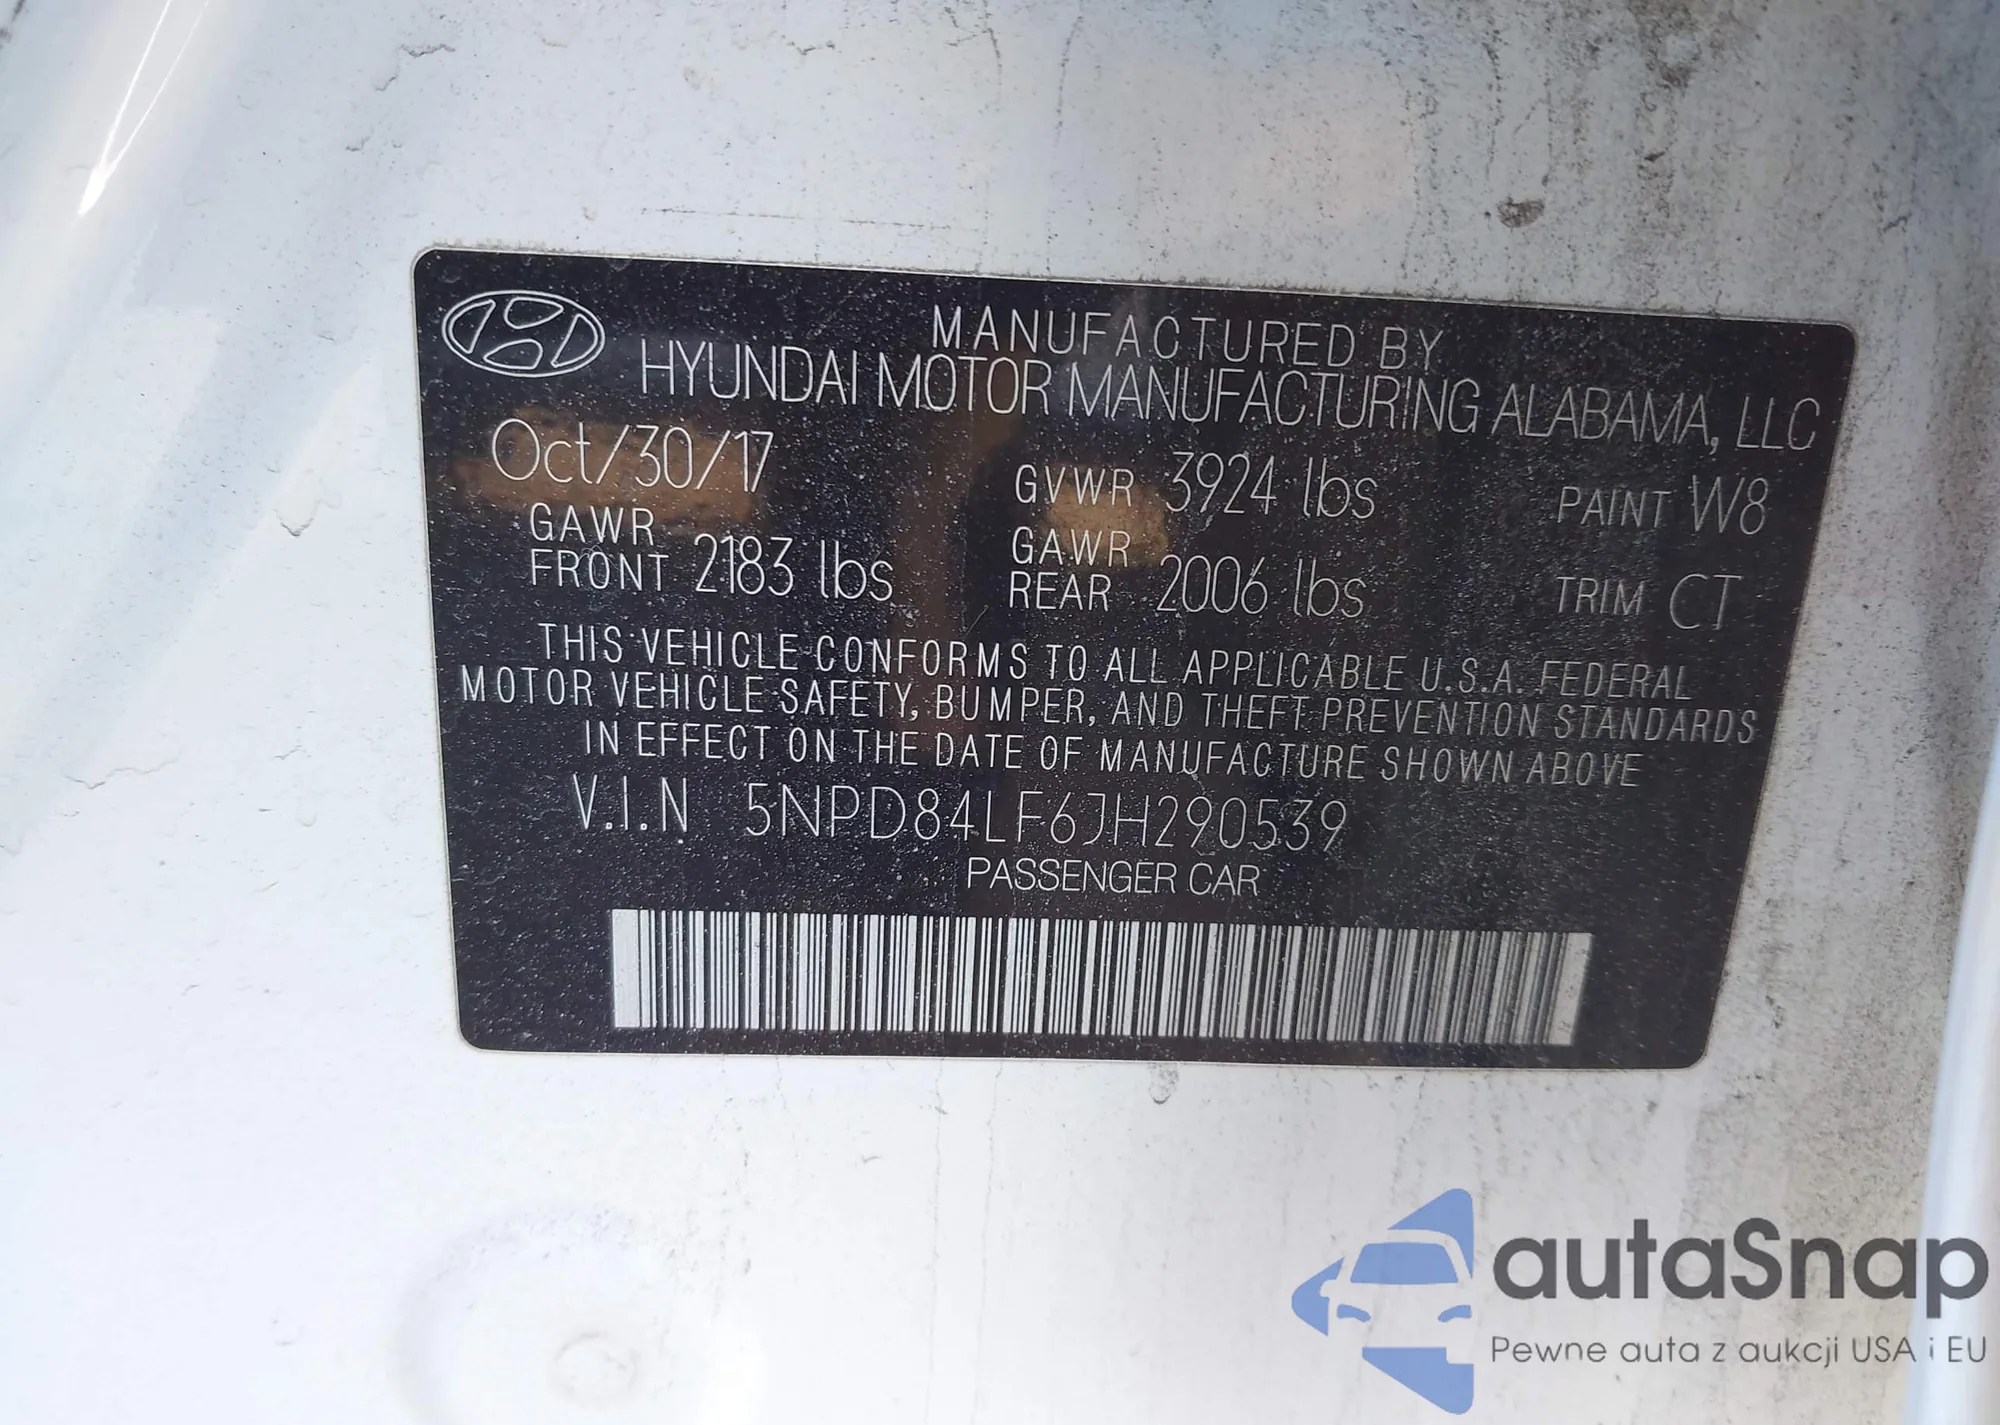 MANUFACTURED BY
HYUNDAI MOTOR MANUFACTURING ALABAMA, LLC
Oct/30/17 GVWR 3924 lbs PAINT W8
GAWR FRONT 2183 lbs GAWR REAR 2006 lbs TRIM CT
THIS VEHICLE CONFORMS TO ALL APPLICABLE U.S.A. FEDERAL
MOTOR VEHICLE SAFETY, BUMPER, AND THEFT PREVENTION STANDARDS
IN EFFECT ON THE DATE OF MANUFACTURE SHOWN ABOVE
V.I.N 5NPD84LF6JH290539
PASSENGER CAR
autaSnap
Pewne auta z aukcji USA i EU